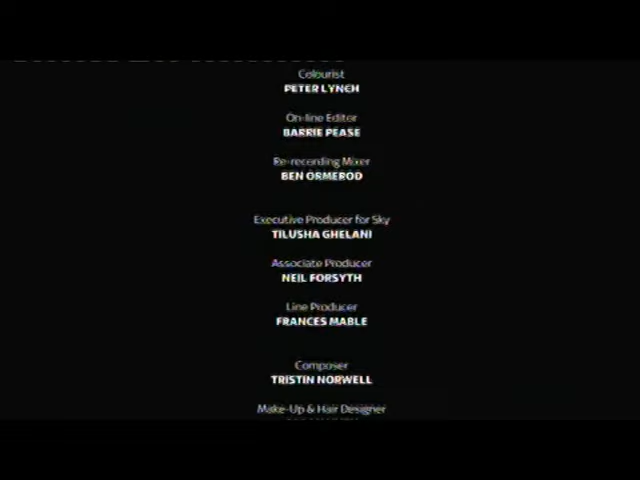 Colourist
PETER LYNCH
On-line Editor
BARRIE PEASE
Re-recording Mixer
BEN ORMEROD
Executive Producer for Sky
TILUSHA GHELANI
Associate Producer
NEIL FORSYTH
Line Producer
FRANCES MABLE
Composer
TRISTIN NORWELL
Make-Up & Hair Designer